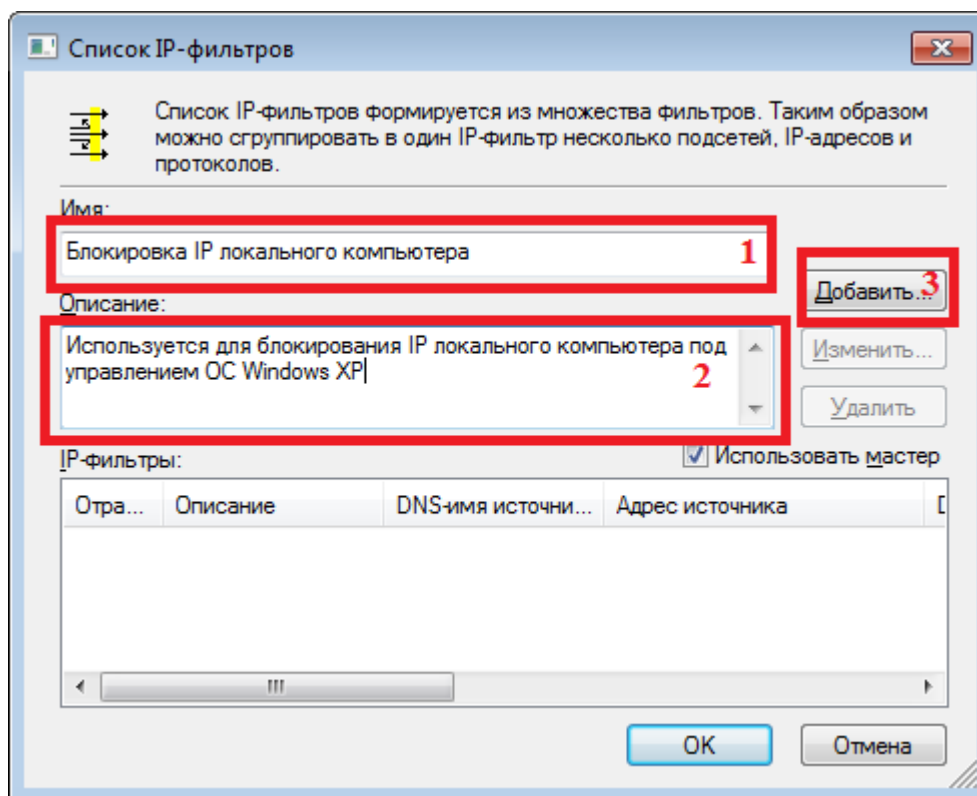 Список IP-фильтров
Список IP-фильтров формируется из множества фильтров. Таким образом
можно сгруппировать в один IP-фильтр несколько подсетей, IP-адресов и
протоколов.
Имя:
Блокировка IP локального компьютера
1
Добавить...
3
Описание:
Используется для блокирования IP локального компьютера под
управлением ОС Windows XP
2
Изменить...
Удалить
IP-фильтры:
Использовать мастер
Отра... Описание DNS-имя источни... Адрес источника D
OK Отмена